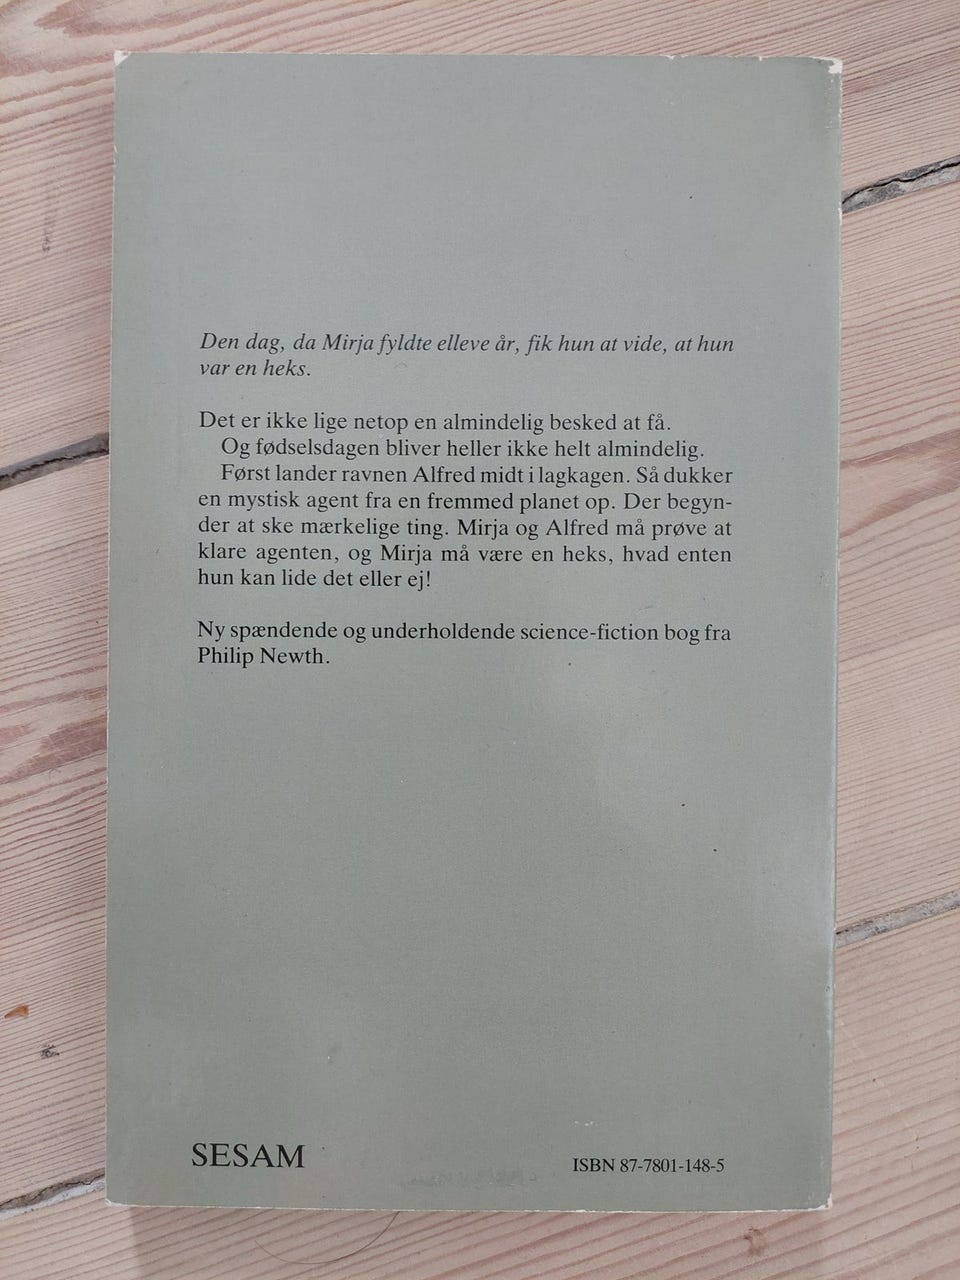 Den dag, da Mirja fyldte elleve år, fik hun at vide, at hun
var en heks.
Det er ikke lige netop en almindelig besked at få.
Og fødselsdagen bliver heller ikke helt almindelig.
Først lander ravnen Alfred midt i lagkagen. Så dukker
en mystisk agent fra en fremmed planet op. Der begyn-
der at ske mærkelige ting. Mirja og Alfred må prøve at
klare agenten, og Mirja må være en heks, hvad enten
hun kan lide det eller ej!
Ny spændende og underholdende science-fiction bog fra
Philip Newth.
SESAM
ISBN 87-7801-148-5